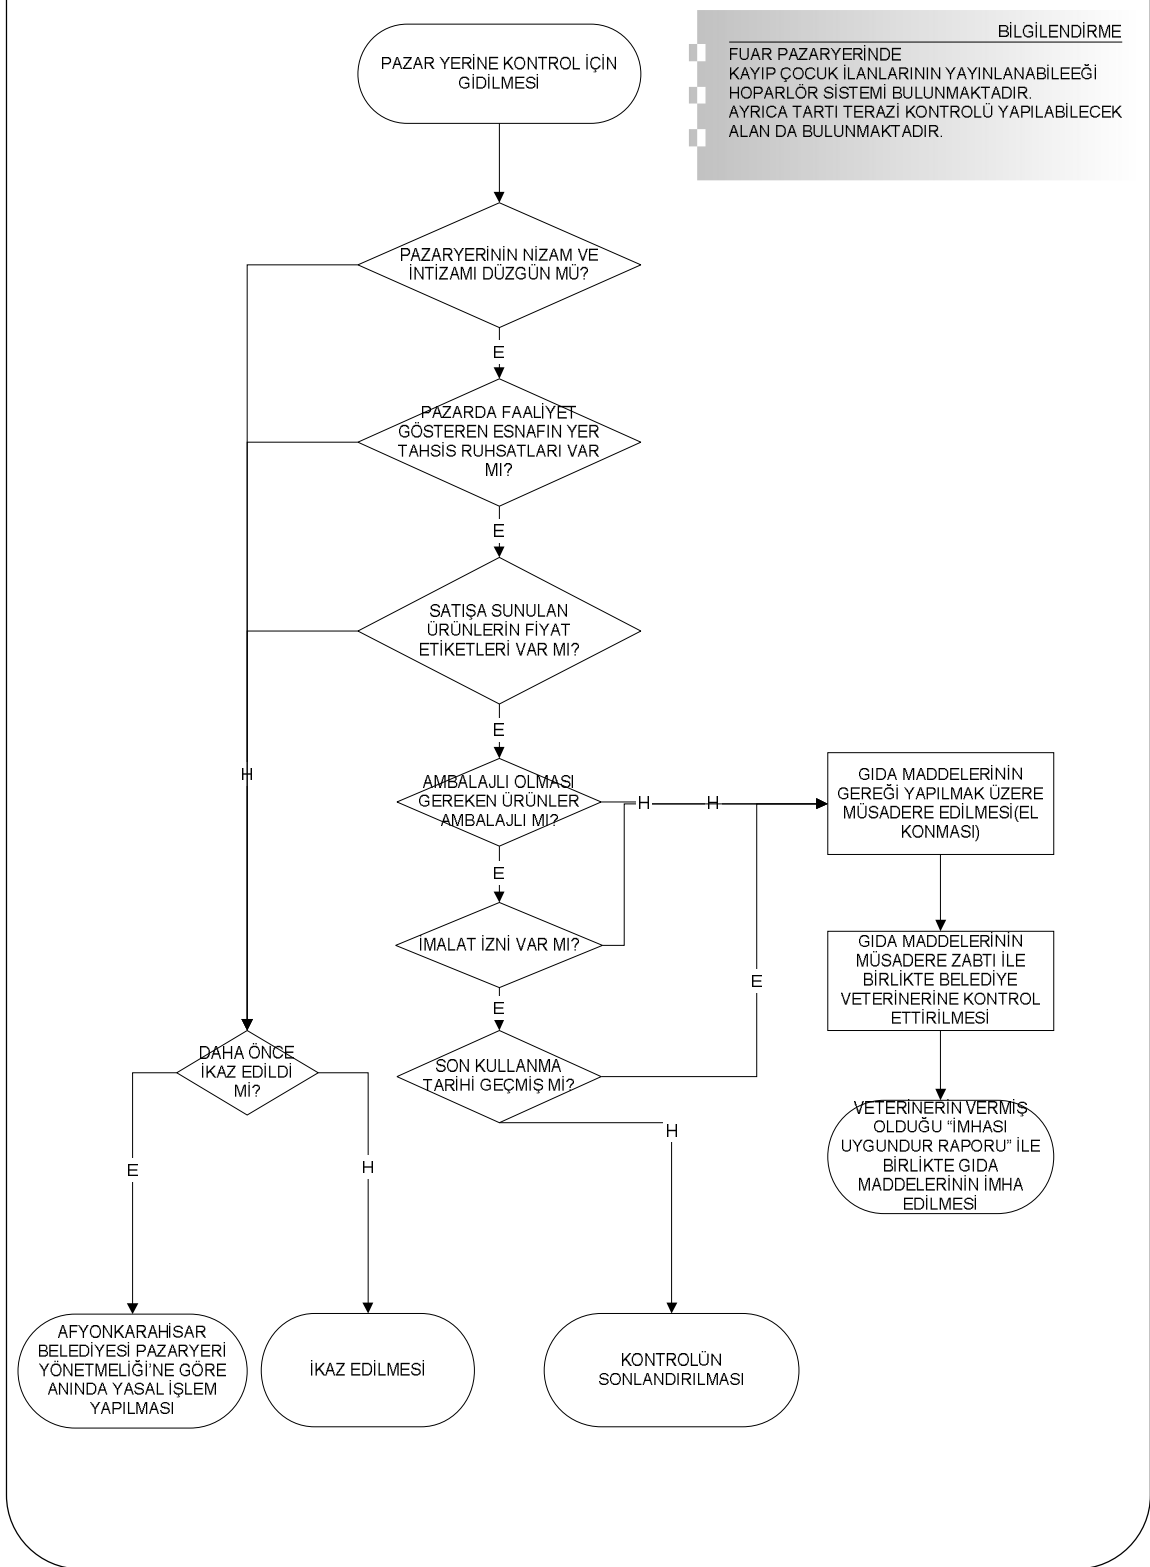 PAZAR YERİNE KONTROL İÇİN
GİDİLMESİ
BİLGİLENDİRME
FUAR PAZARYERİNDE
KAYIP ÇOCUK İLANLARININ YAYINLANABİLEEĞİ
HOPARLÖR SİSTEMİ BULUNMAKTADIR.
AYRICA TARTI TERAZİ KONTROLÜ YAPILABİLECEK
ALAN DA BULUNMAKTADIR.
PAZARYERİNİN NİZAM VE
İNTİZAMI DÜZGÜN MÜ?
E
PAZARDA FAALİYET
GÖSTEREN ESNAFIN YER
TAHSİS RUHSATLARI VAR
MI?
E
SATIŞA SUNULAN
ÜRÜNLERİN FİYAT
ETİKETLERİ VAR MI?
E
H
AMBALAJLI OLMASI
GEREKEN ÜRÜNLER
AMBALAJLI MI?
H
H
GIDA MADDELERİNİN
GEREĞİ YAPILMAK ÜZERE
MÜSADERE EDİLMESİ(EL
KONMASI)
E
İMALAT İZNİ VAR MI?
GIDA MADDELERİNİN
MÜSADERE ZABTI İLE
BİRLİKTE BELEDİYE
VETERİNERİNE KONTROL
ETTİRİLMESİ
E
E
DAHA ÖNCE
İKAZ EDİLDİ
Mİ?
SON KULLANMA
TARİHİ GEÇMİŞ Mİ?
VETERİNERİN VERMİŞ
OLDUĞU “İMHASI
UYGUNDUR RAPORU” İLE
BİRLİKTE GIDA
MADDELERİNİN İMHA
EDİLMESİ
E
H
H
AFYONKARAHİSAR
BELEDİYESİ PAZARYERİ
YÖNETMELİĞİ’NE GÖRE
ANINDA YASAL İŞLEM
YAPILMASI
İKAZ EDİLMESİ
KONTROLÜN
SONLANDIRILMASI